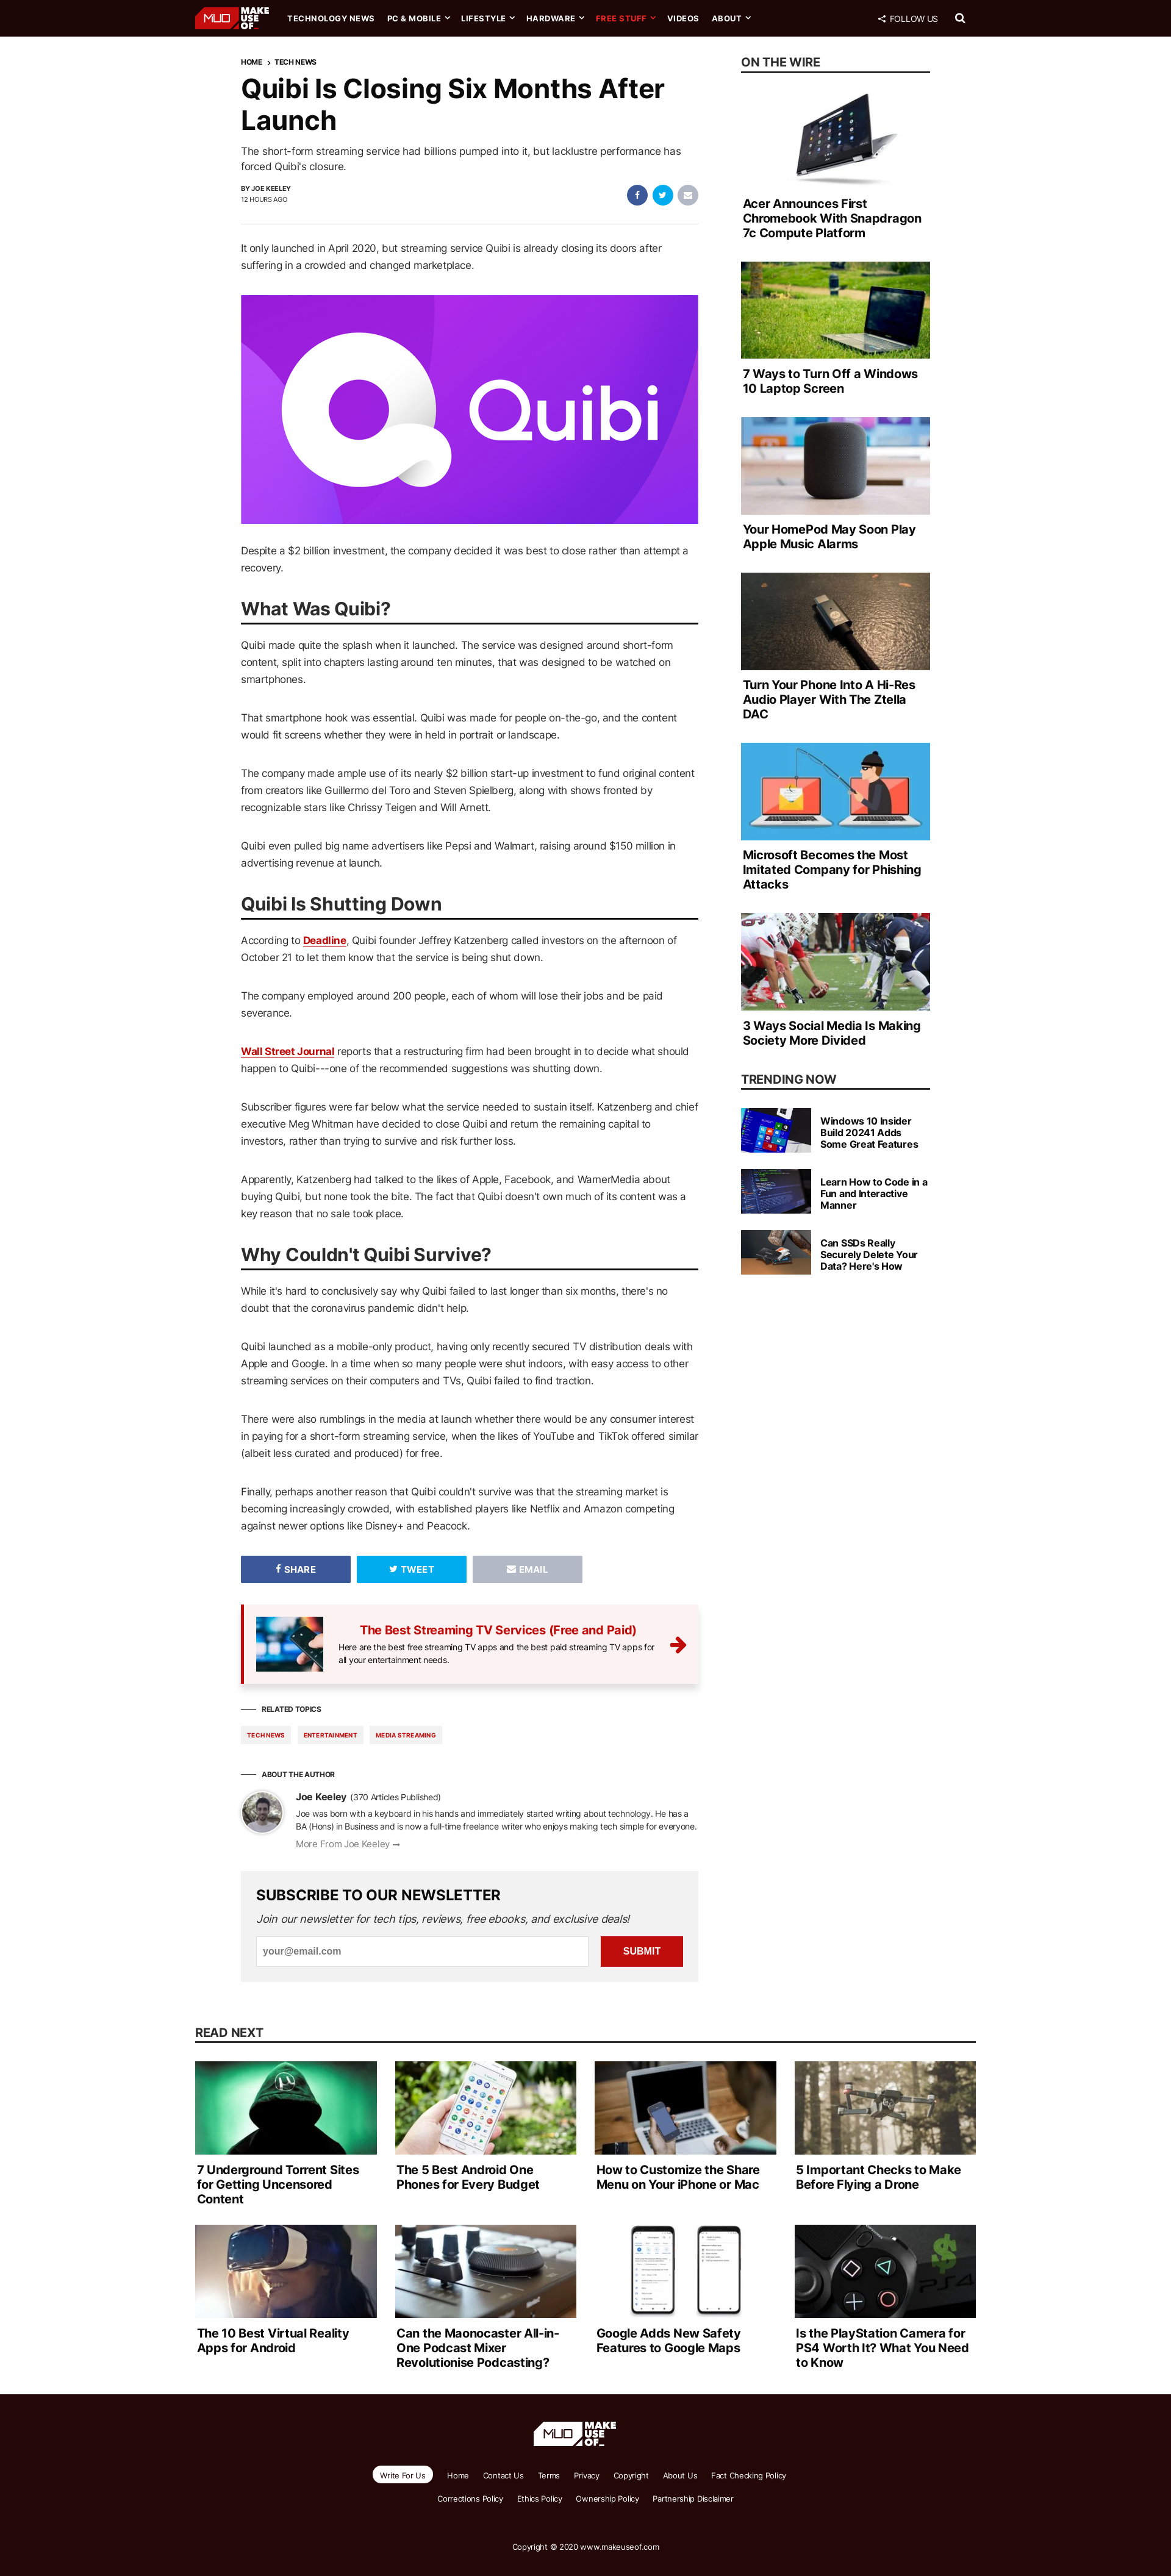 MUO MAKE
USE
OF_
TECHNOLOGY NEWS PC & MOBILE LIFESTYLE HARDWARE FREE STUFF VIDEOS ABOUT FOLLOW US
HOME > TECH NEWS
Quibi Is Closing Six Months After
Launch
The short-form streaming service had billions pumped into it, but lacklustre performance has
forced Quibi's closure.
BY JOE KEELEY
12 HOURS AGO
It only launched in April 2020, but streaming service Quibi is already closing its doors after
suffering in a crowded and changed marketplace.
Quibi
Despite a $2 billion investment, the company decided it was best to close rather than attempt a
recovery.
What Was Quibi?
Quibi made quite the splash when it launched. The service was designed around short-form
content, split into chapters lasting around ten minutes, that was designed to be watched on
smartphones.
That smartphone hook was essential. Quibi was made for people on-the-go, and the content
would fit screens whether they were in held in portrait or landscape.
The company made ample use of its nearly $2 billion start-up investment to fund original content
from creators like Guillermo del Toro and Steven Spielberg, along with shows fronted by
recognizable stars like Chrissy Teigen and Will Arnett.
Quibi even pulled big name advertisers like Pepsi and Walmart, raising around $150 million in
advertising revenue at launch.
Quibi Is Shutting Down
According to Deadline, Quibi founder Jeffrey Katzenberg called investors on the afternoon of
October 21 to let them know that the service is being shut down.
The company employed around 200 people, each of whom will lose their jobs and be paid
severance.
Wall Street Journal reports that a restructuring firm had been brought in to decide what should
happen to Quibi---one of the recommended suggestions was shutting down.
Subscriber figures were far below what the service needed to sustain itself. Katzenberg and chief
executive Meg Whitman have decided to close Quibi and return the remaining capital to
investors, rather than trying to survive and risk further loss.
Apparently, Katzenberg had talked to the likes of Apple, Facebook, and WarnerMedia about
buying Quibi, but none took the bite. The fact that Quibi doesn't own much of its content was a
key reason that no sale took place.
Why Couldn't Quibi Survive?
While it's hard to conclusively say why Quibi failed to last longer than six months, there's no
doubt that the coronavirus pandemic didn't help.
Quibi launched as a mobile-only product, having only recently secured TV distribution deals with
Apple and Google. In a time when so many people were shut indoors, with easy access to other
streaming services on their computers and TVs, Quibi failed to find traction.
There were also rumblings in the media at launch whether there would be any consumer interest
in paying for a short-form streaming service, when the likes of YouTube and TikTok offered similar
(albeit less curated and produced) for free.
Finally, perhaps another reason that Quibi couldn't survive was that the streaming market is
becoming increasingly crowded, with established players like Netflix and Amazon competing
against newer options like Disney+ and Peacock.
SHARE TWEET EMAIL
The Best Streaming TV Services (Free and Paid)
Here are the best free streaming TV apps and the best paid streaming TV apps for
all your entertainment needs.
RELATED TOPICS
TECH NEWS ENTERTAINMENT MEDIA STREAMING
ABOUT THE AUTHOR
Joe Keeley (370 Articles Published)
Joe was born with a keyboard in his hands and immediately started writing about technology. He has a
BA (Hons) in Business and is now a full-time freelance writer who enjoys making tech simple for everyone.
More From Joe Keeley
SUBSCRIBE TO OUR NEWSLETTER
Join our newsletter for tech tips, reviews, free ebooks, and exclusive deals!
your@email.com SUBMIT
ON THE WIRE
Acer Announces First
Chromebook With Snapdragon
7c Compute Platform
7 Ways to Turn Off a Windows
10 Laptop Screen
Your HomePod May Soon Play
Apple Music Alarms
Turn Your Phone Into A Hi-Res
Audio Player With The Ztella
DAC
Microsoft Becomes the Most
Imitated Company for Phishing
Attacks
3 Ways Social Media Is Making
Society More Divided
TRENDING NOW
Windows 10 Insider
Build 20241 Adds
Some Great Features
Learn How to Code in a
Fun and Interactive
Manner
Can SSDs Really
Securely Delete Your
Data? Here's How
READ NEXT
7 Underground Torrent Sites
for Getting Uncensored
Content
The 5 Best Android One
Phones for Every Budget
How to Customize the Share
Menu on Your iPhone or Mac
5 Important Checks to Make
Before Flying a Drone
PS4
The 10 Best Virtual Reality
Apps for Android
Can the Maonocaster All-in-
One Podcast Mixer
Revolutionise Podcasting?
Google Adds New Safety
Features to Google Maps
Is the PlayStation Camera for
PS4 Worth It? What You Need
to Know
MUO MAKE
USE
OF_
Write For Us Home Contact Us Terms Privacy Copyright About Us Fact Checking Policy
Corrections Policy Ethics Policy Ownership Policy Partnership Disclaimer
Copyright © 2020 www.makeuseof.com